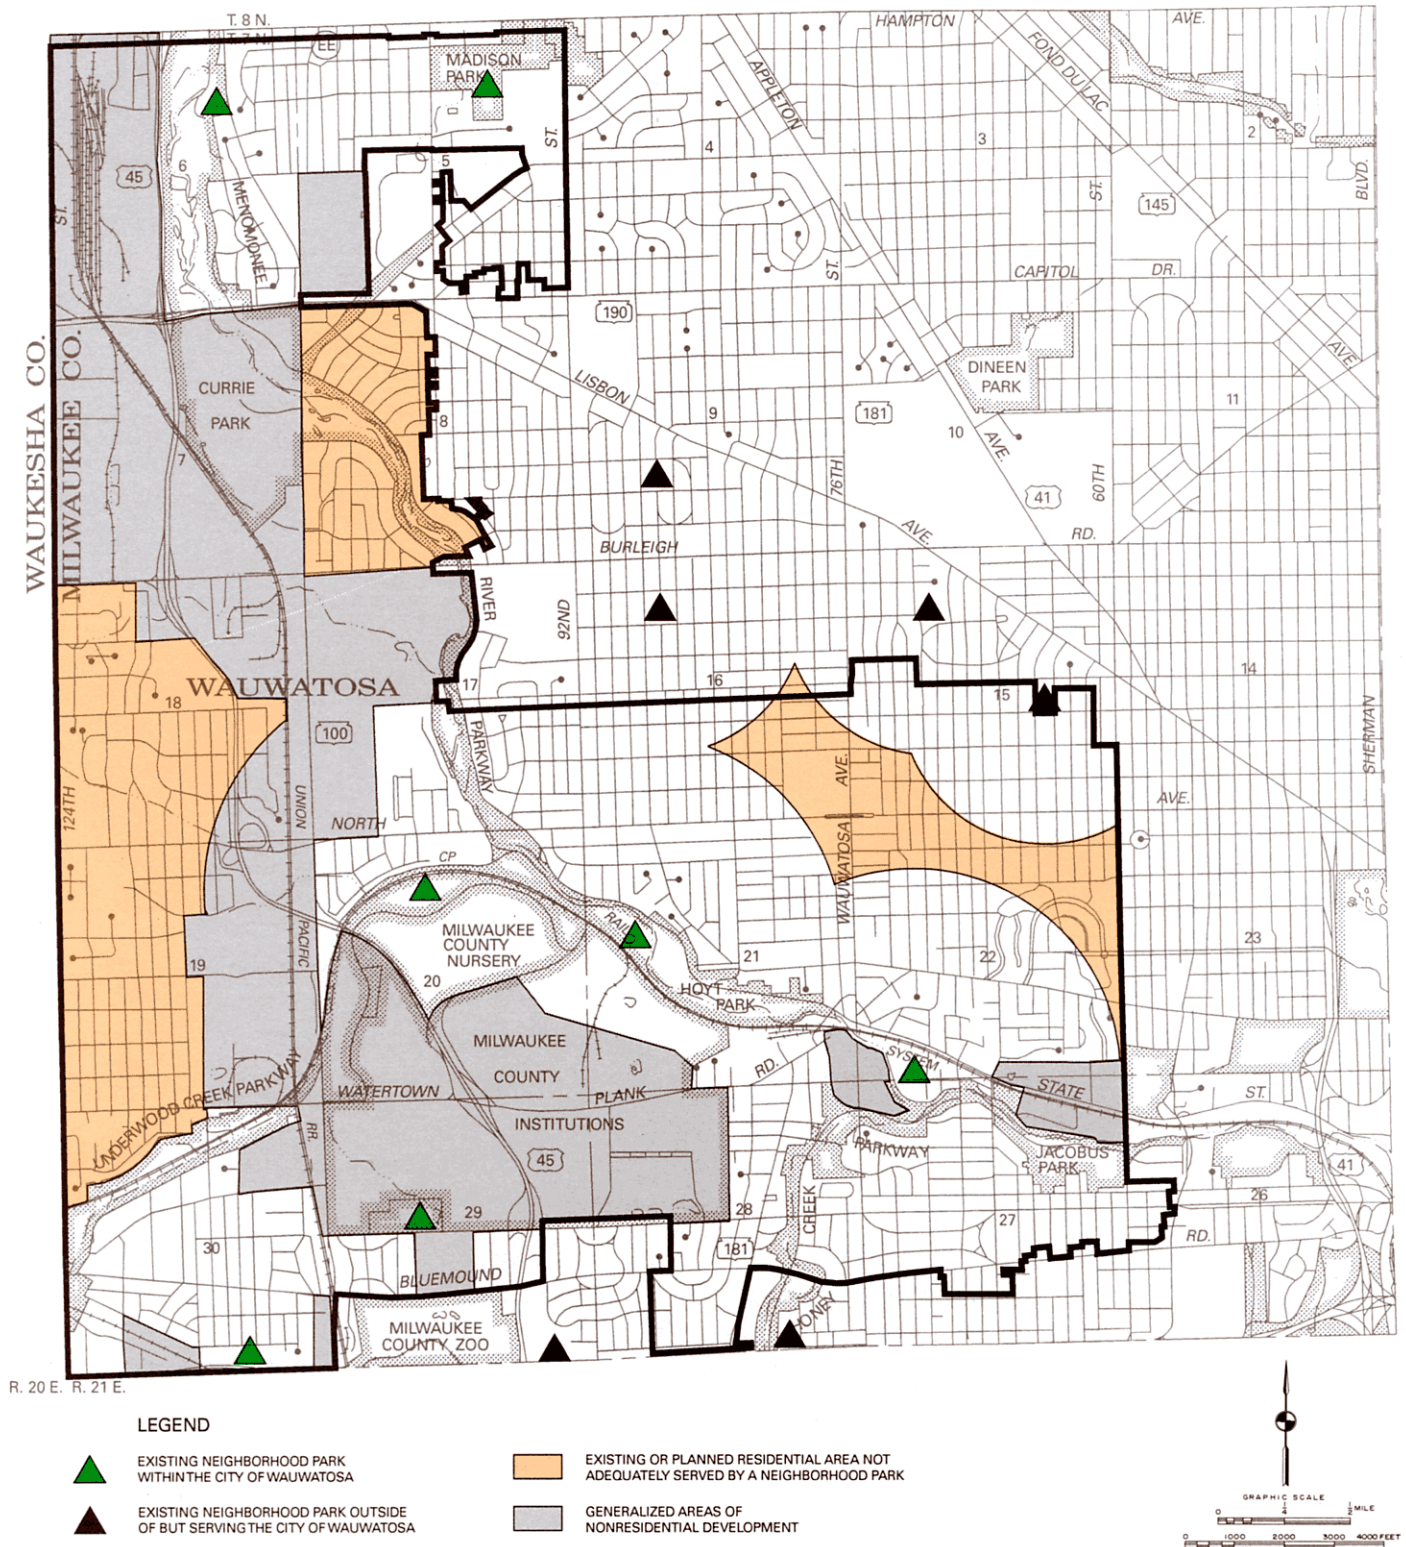 T. 8 N.
T. 7 N.
EE
HAMPTON
AVE.
MADISON
PARK
APPLETON
FOND DU LAC
ST.
45
6
5
4
3
2
MENOMONEE
ST.
ST.
145
BLVD.
ST.
CAPITOL
DR.
190
WAUKESHA CO.
MILWAUKEE CO.
CURRIE
PARK
LISBON
DINEEN
PARK
AVE.
7
8
9
181
10
11
AVE.
76TH
41
60TH
AVE.
BURLEIGH
RD.
RIVER
92ND
WAUWATOSA
17
16
15
14
18
100
PARKWAY
SHERMAN
124TH
UNION
NORTH
AVE.
AVE.
CP
WAUWATOSA
RAIL
MILWAUKEE
COUNTY
NURSERY
PACIFIC
19
20
21
22
23
HOYT
PARK
MILWAUKEE
COUNTY
INSTITUTIONS
RD.
SYSTEM
STATE
ST.
UNDERWOOD CREEK PARKWAY
WATERTOWN
PLANK
RR.
PARKWAY
JACOBUS
PARK
45
41
CREEK
29
28
27
26
30
181
RD.
BLUEMOUND
HONEY
MILWAUKEE
COUNTY ZOO
R. 20 E. R. 21 E.
LEGEND
EXISTING NEIGHBORHOOD PARK
WITHIN THE CITY OF WAUWATOSA
EXISTING NEIGHBORHOOD PARK OUTSIDE
OF BUT SERVING THE CITY OF WAUWATOSA
EXISTING OR PLANNED RESIDENTIAL AREA NOT
ADEQUATELY SERVED BY A NEIGHBORHOOD PARK
GENERALIZED AREAS OF
NONRESIDENTIAL DEVELOPMENT
GRAPHIC SCALE
0 1/4 1/2 MILE
0 1000 2000 3000 4000 FEET